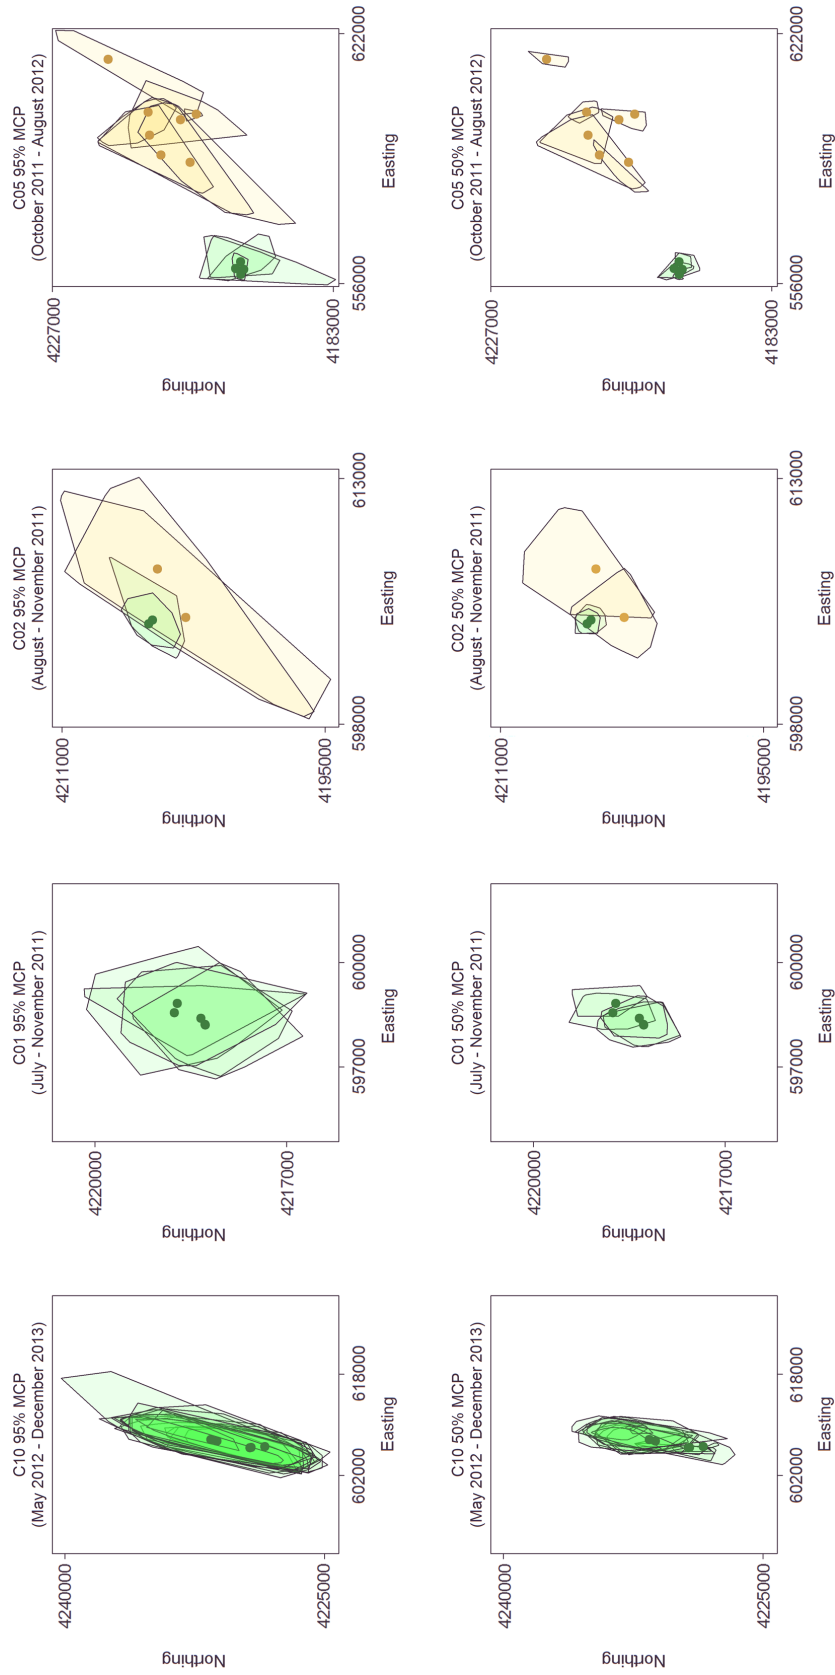 C10 95% MCP
(May 2012 - December 2013)
4240000
Northing
4225000
602000
618000
Easting
C01 95% MCP
(July - November 2011)
4220000
Northing
4217000
597000
600000
Easting
C02 95% MCP
(August - November 2011)
4211000
Northing
4195000
598000
613000
Easting
C05 95% MCP
(October 2011 - August 2012)
4227000
Northing
4183000
556000
622000
Easting
C10 50% MCP
(May 2012 - December 2013)
4240000
Northing
4225000
602000
618000
Easting
C01 50% MCP
(July - November 2011)
4220000
Northing
4217000
597000
600000
Easting
C02 50% MCP
(August - November 2011)
4211000
Northing
4195000
598000
613000
Easting
C05 50% MCP
(October 2011 - August 2012)
4227000
Northing
4183000
556000
622000
Easting